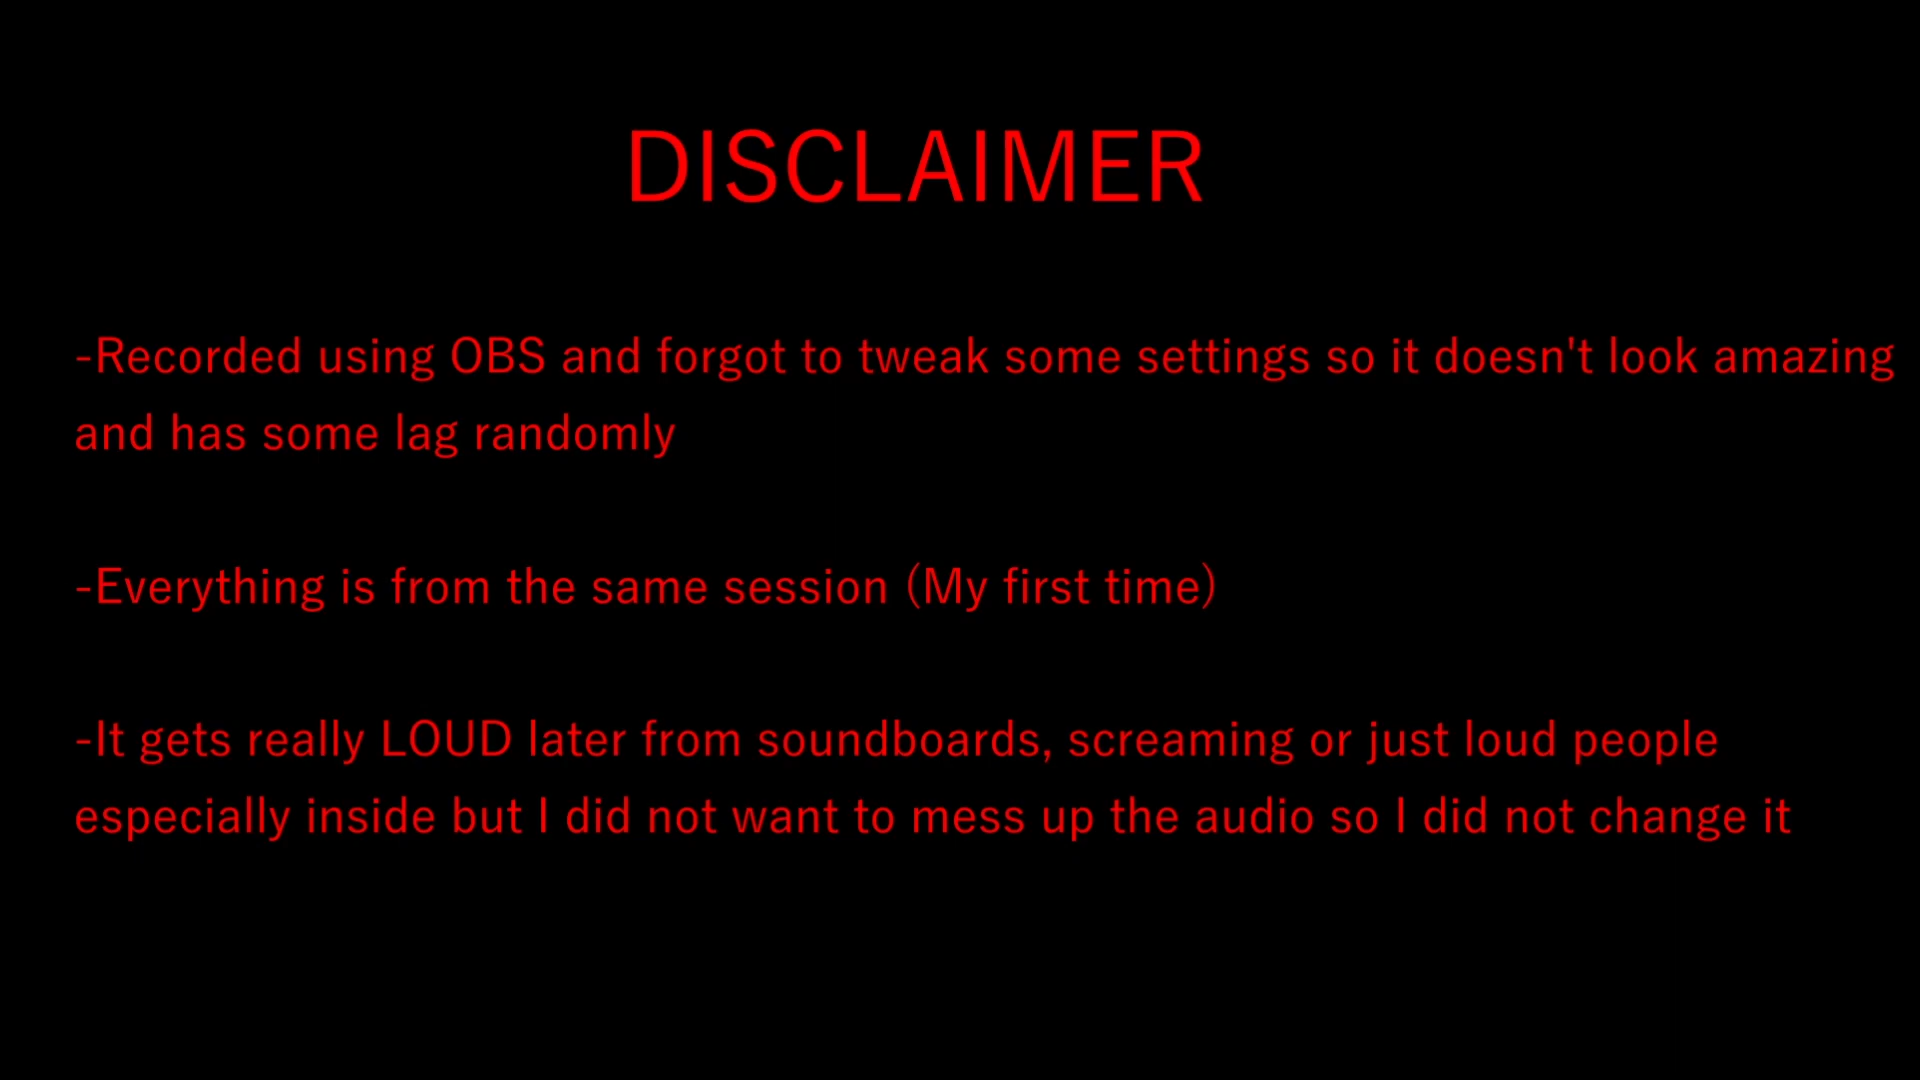 DISCLAIMER
-Recorded using OBS and forgot to tweak some settings so it doesn't look amazing
and has some lag randomly
-Everything is from the same session (My first time)
-It gets really LOUD later from soundboards, screaming or just loud people
especially inside but I did not want to mess up the audio so I did not change it